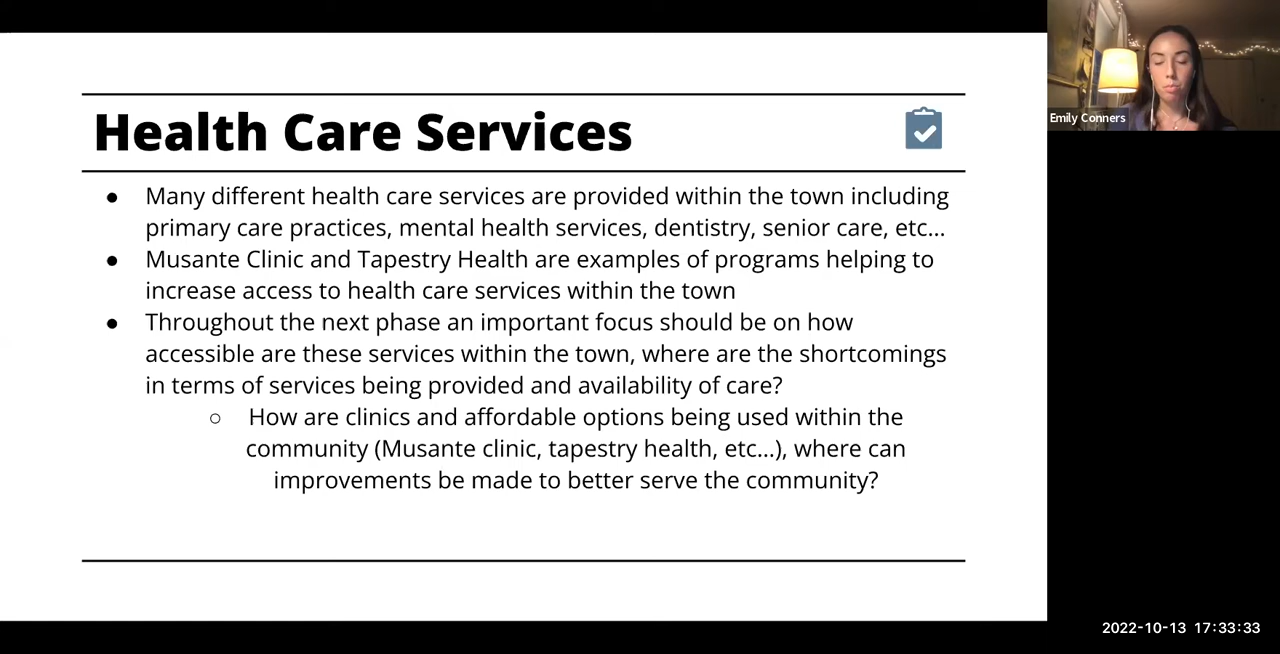 Health Care Services
● Many different health care services are provided within the town including
primary care practices, mental health services, dentistry, senior care, etc...
● Musante Clinic and Tapestry Health are examples of programs helping to
increase access to health care services within the town
● Throughout the next phase an important focus should be on how
accessible are these services within the town, where are the shortcomings
in terms of services being provided and availability of care?
○ How are clinics and affordable options being used within the
community (Musante clinic, tapestry health, etc...), where can
improvements be made to better serve the community?
Emily Conners
2022-10-13 17:33:33